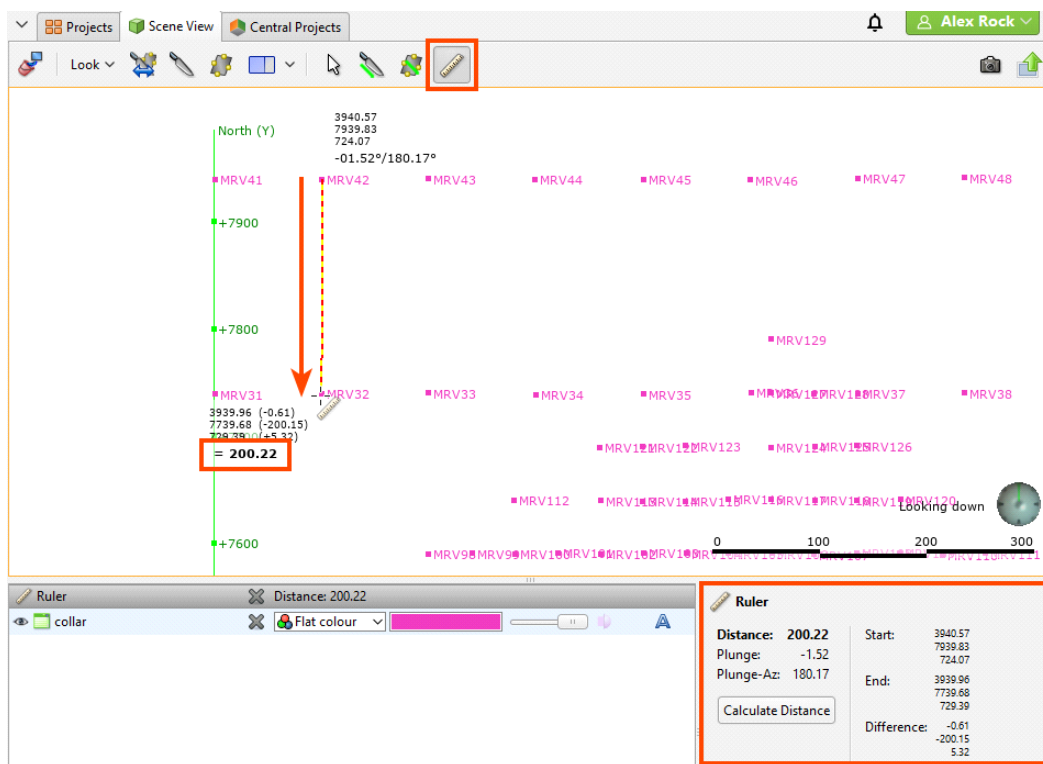 Projects Scene View Central Projects Alex Rock
Look
North (Y)
3940.57
7939.83
724.07
-01.52°/180.17°
MRV41 MRV42 MRV43 MRV44 MRV45 MRV46 MRV47 MRV48
+7900
+7800
MRV129
MRV31 MRV32 MRV33 MRV34 MRV35 MRV37 MRV38
3939.96 (-0.61)
7739.68 (-200.15)
729.39 (+5.32)
= 200.22
MRV123 MRV126
MRV112
Looking down
+7600
0 100 200 300
Ruler Distance: 200.22
collar Flat colour A
Ruler
Distance: 200.22
Plunge: -1.52
Plunge-Az: 180.17
Calculate Distance
Start: 3940.57
7939.83
724.07
End: 3939.96
7739.68
729.39
Difference: -0.61
-200.15
5.32